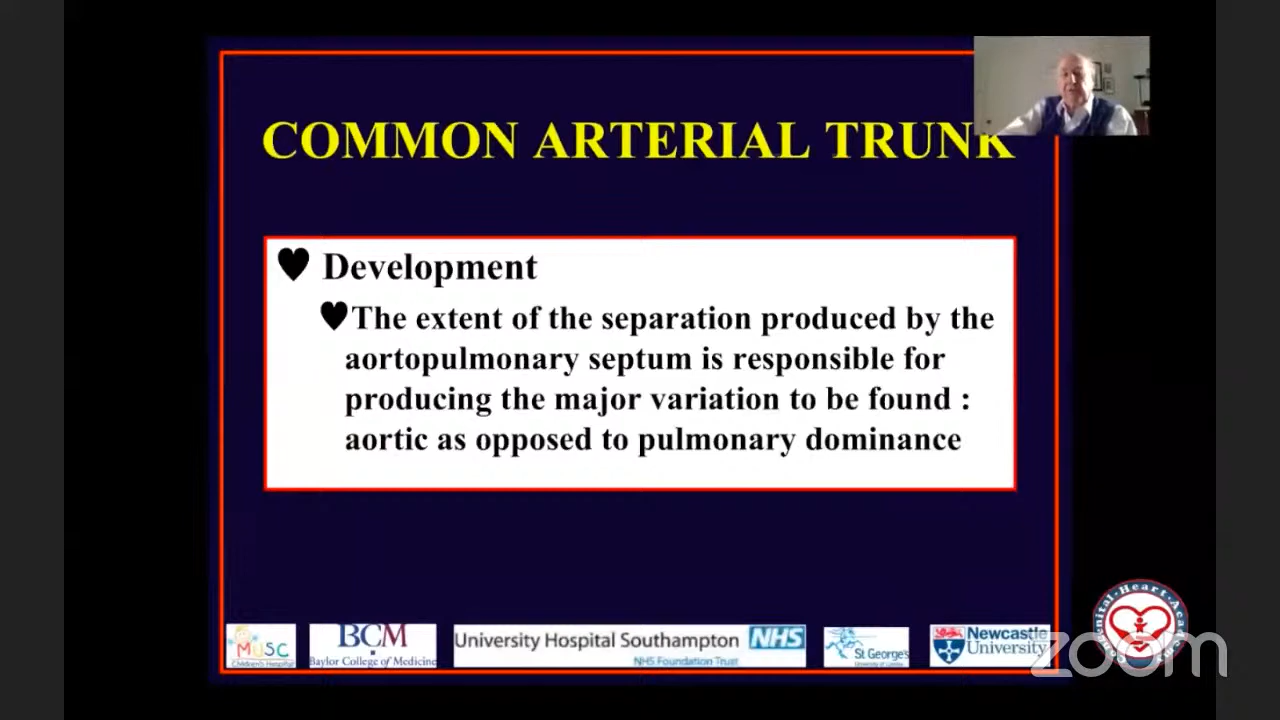 COMMON ARTERIAL TRUNK
Development
The extent of the separation produced by the
aortopulmonary septum is responsible for
producing the major variation to be found :
aortic as opposed to pulmonary dominance
MUSC
Children's Hospital
BCM
Baylor College of Medicine
University Hospital Southampton NHS
NHS Foundation Trust
St George's
University of London
Newcastle
University
zoom